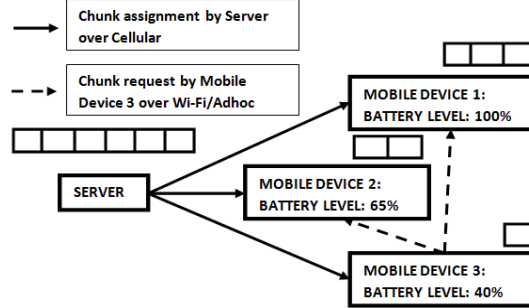 Chunk assignment by Server
over Cellular
Chunk request by Mobile
Device 3 over Wi-Fi/Adhoc
MOBILE DEVICE 1:
BATTERY LEVEL: 100%
SERVER
MOBILE DEVICE 2:
BATTERY LEVEL: 65%
MOBILE DEVICE 3:
BATTERY LEVEL: 40%